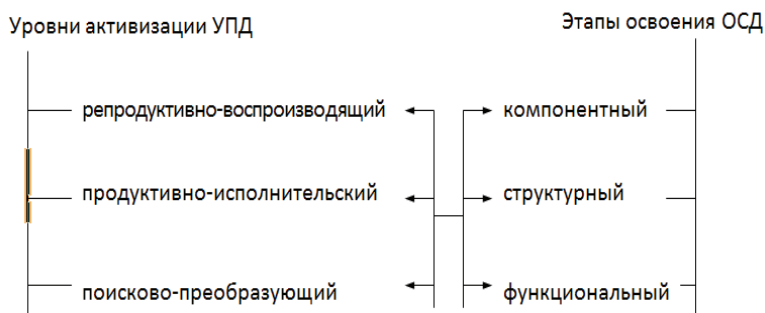 Уровни активизации УПД
Этапы освоения ОСД
репродуктивно-воспроизводящий
компонентный
продуктивно-исполнительский
структурный
поисково-преобразующий
функциональный